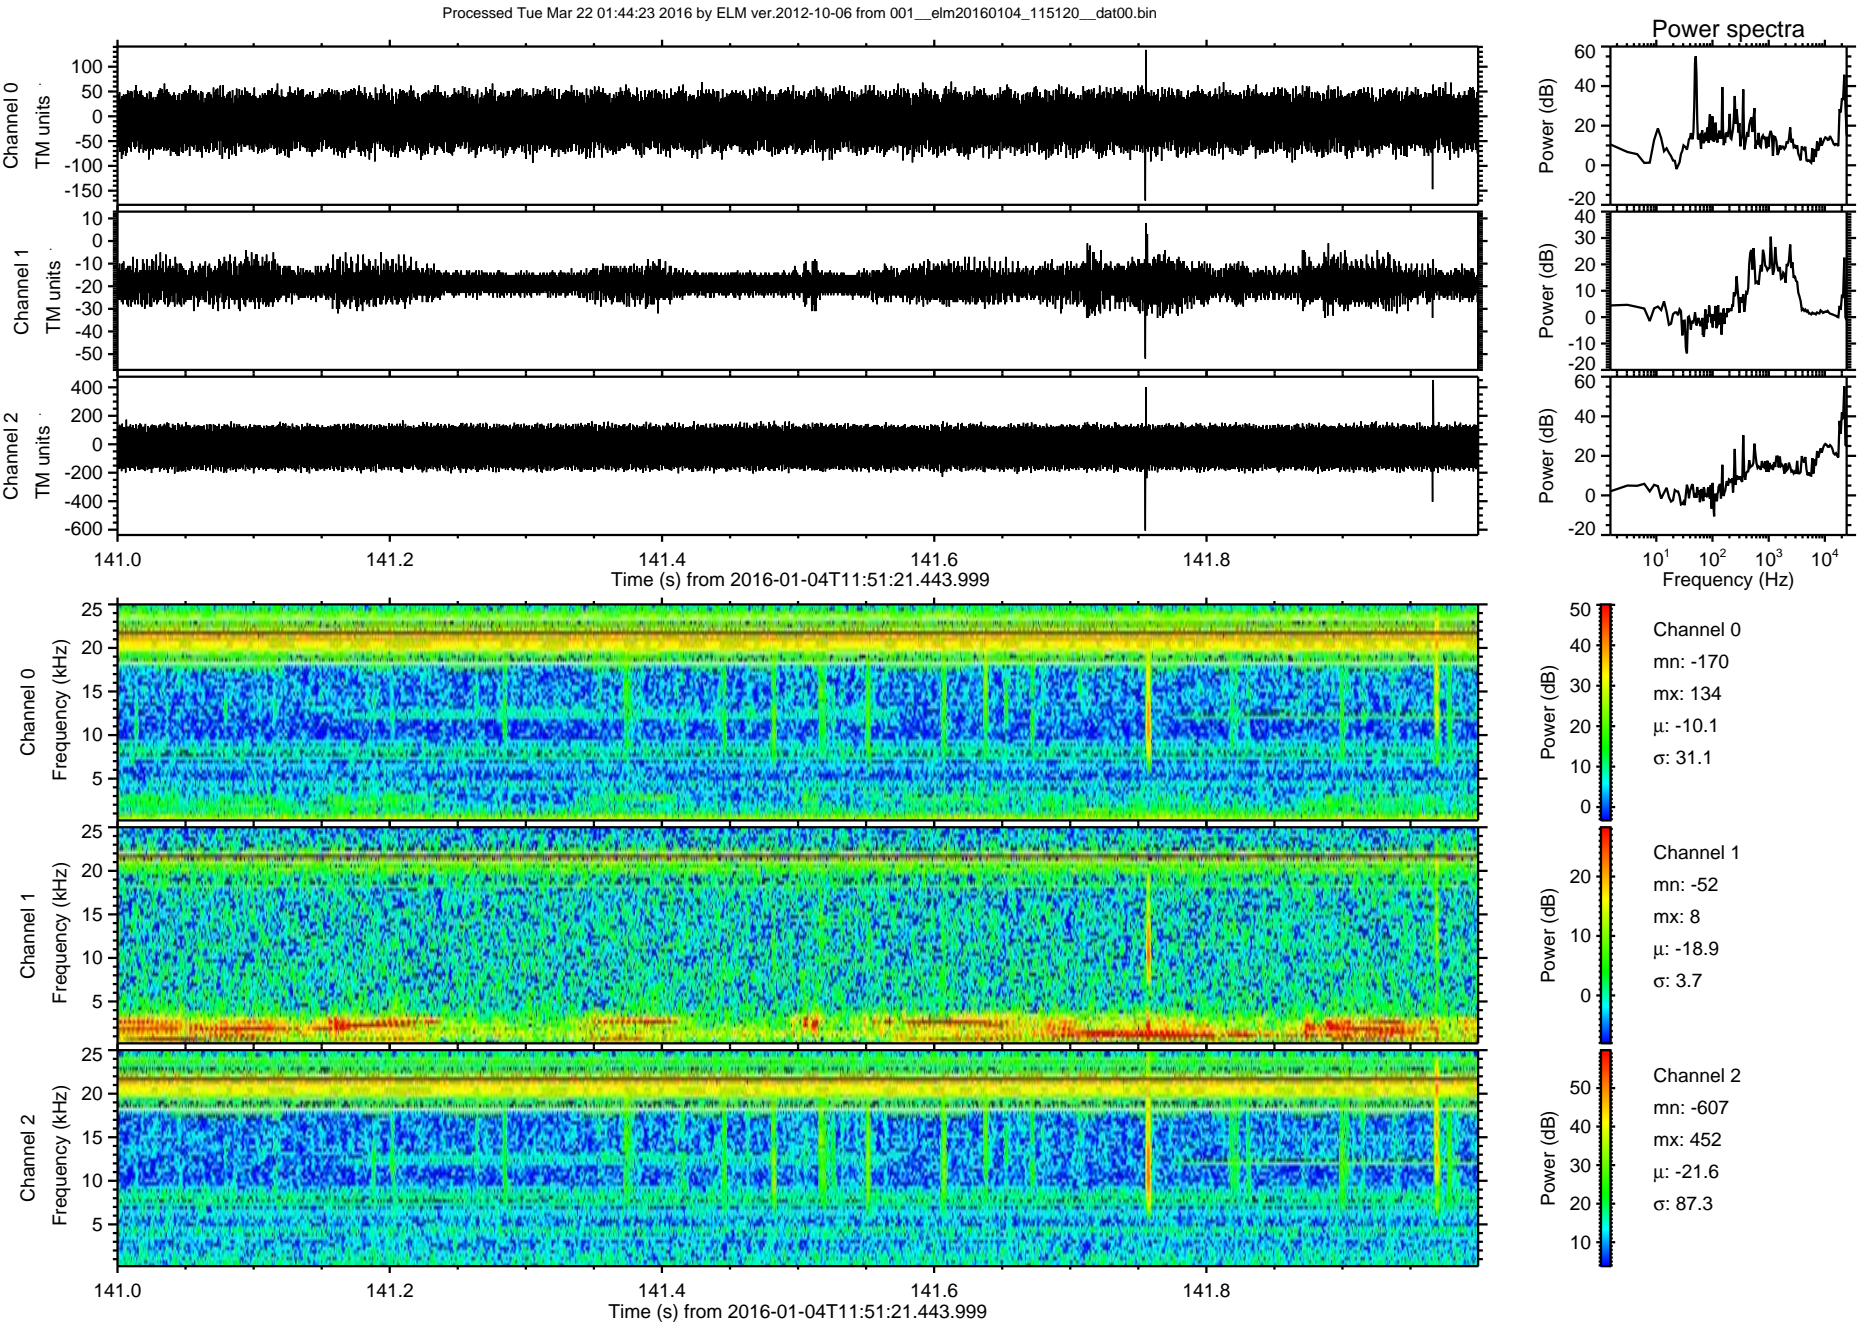 Processed Tue Mar 22 01:44:23 2016 by ELM ver.2012-10-06 from 001__elm20160104_115120__dat00.bin
Power spectra
Channel 0
TM units
100
50
0
-50
-100
-150
Power (dB)
60
40
20
0
-20
Channel 1
TM units
10
0
-10
-20
-30
-40
-50
Power (dB)
40
30
20
10
0
-10
-20
Channel 2
TM units
400
200
0
-200
-400
-600
Power (dB)
60
40
20
0
-20
141.0 141.2 141.4 141.6 141.8
Time (s) from 2016-01-04T11:51:21.443.999
10¹ 10² 10³ 10⁴
Frequency (Hz)
Channel 0
Frequency (kHz)
25
20
15
10
5
Power (dB)
50
40
30
20
10
0
Channel 0
mn: -170
mx: 134
μ: -10.1
σ: 31.1
Channel 1
Frequency (kHz)
25
20
15
10
5
Power (dB)
20
10
0
Channel 1
mn: -52
mx: 8
μ: -18.9
σ: 3.7
Channel 2
Frequency (kHz)
25
20
15
10
5
Power (dB)
50
40
30
20
10
Channel 2
mn: -607
mx: 452
μ: -21.6
σ: 87.3
141.0 141.2 141.4 141.6 141.8
Time (s) from 2016-01-04T11:51:21.443.999